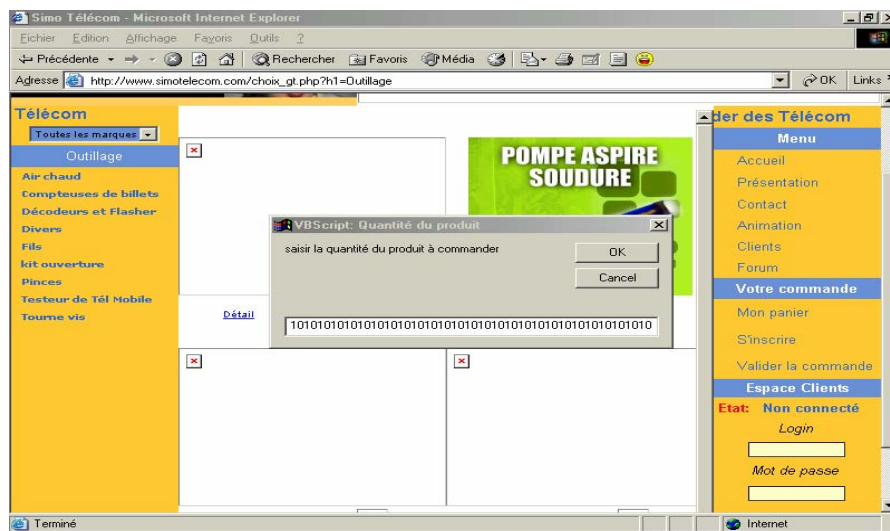 Simo Télécom - Microsoft Internet Explorer
Fichier Edition Affichage Favoris Outils ?
Précédente Rechercher Favoris Média
Adresse http://www.simotelecom.com/choix_gt.php?h1=Outillage OK Links
Télécom
Toutes les marques
Outillage
Air chaud
Compteuses de billets
Décodeurs et Flasher
Divers
Fils
kit ouverture
Pinces
Testeur de Tél Mobile
Tourne vis
POMPE ASPIRE
SOUDURE
VBScript: Quantité du produit
saisir la quantité du produit à commander
OK
Cancel
Détail
der des Télécom
Menu
Accueil
Présentation
Contact
Animation
Clients
Forum
Votre commande
Mon panier
S'inscrire
Valider la commande
Espace Clients
Etat: Non connecté
Login
Mot de passe
Terminé
Internet